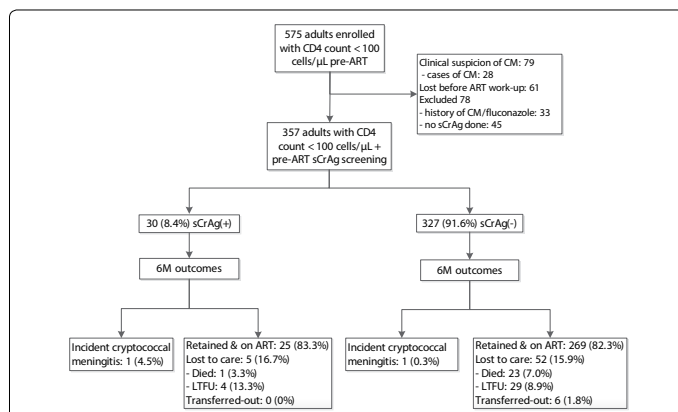 575 adults enrolled
with CD4 count < 100
cells/µL pre-ART
Clinical suspicion of CM: 79
- cases of CM: 28
Lost before ART work-up: 61
Excluded 78
- history of CM/fluconazole: 33
- no sCrAg done: 45
357 adults with CD4
count < 100 cells/µL +
pre-ART sCrAg screening
30 (8.4%) sCrAg(+)
327 (91.6%) sCrAg(-)
6M outcomes
6M outcomes
Incident cryptococcal
meningitis: 1 (4.5%)
Retained & on ART: 25 (83.3%)
Lost to care: 5 (16.7%)
- Died: 1 (3.3%)
- LTFU: 4 (13.3%)
Transferred-out: 0 (0%)
Incident cryptococcal
meningitis: 1 (0.3%)
Retained & on ART: 269 (82.3%)
Lost to care: 52 (15.9%)
- Died: 23 (7.0%)
- LTFU: 29 (8.9%)
Transferred-out: 6 (1.8%)